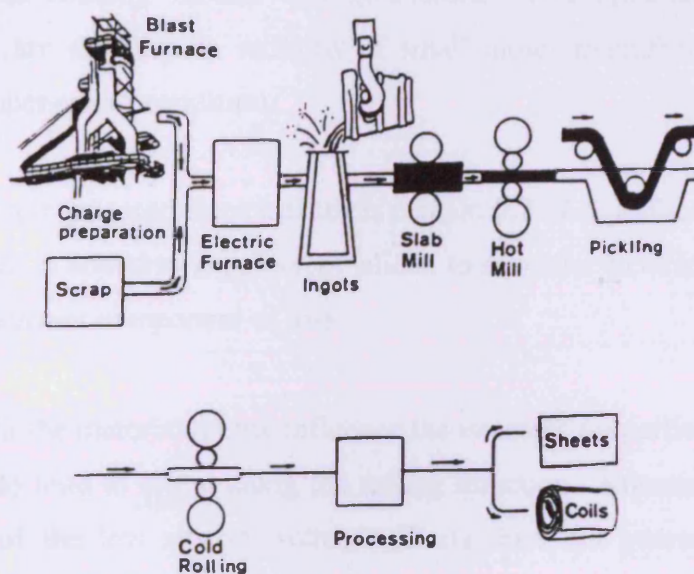 Blast
Furnace
Charge
preparation
Scrap
Electric
Furnace
Ingots
Slab
Mill
Hot
Mill
Pickling
Cold
Rolling
Processing
Sheets
Coils